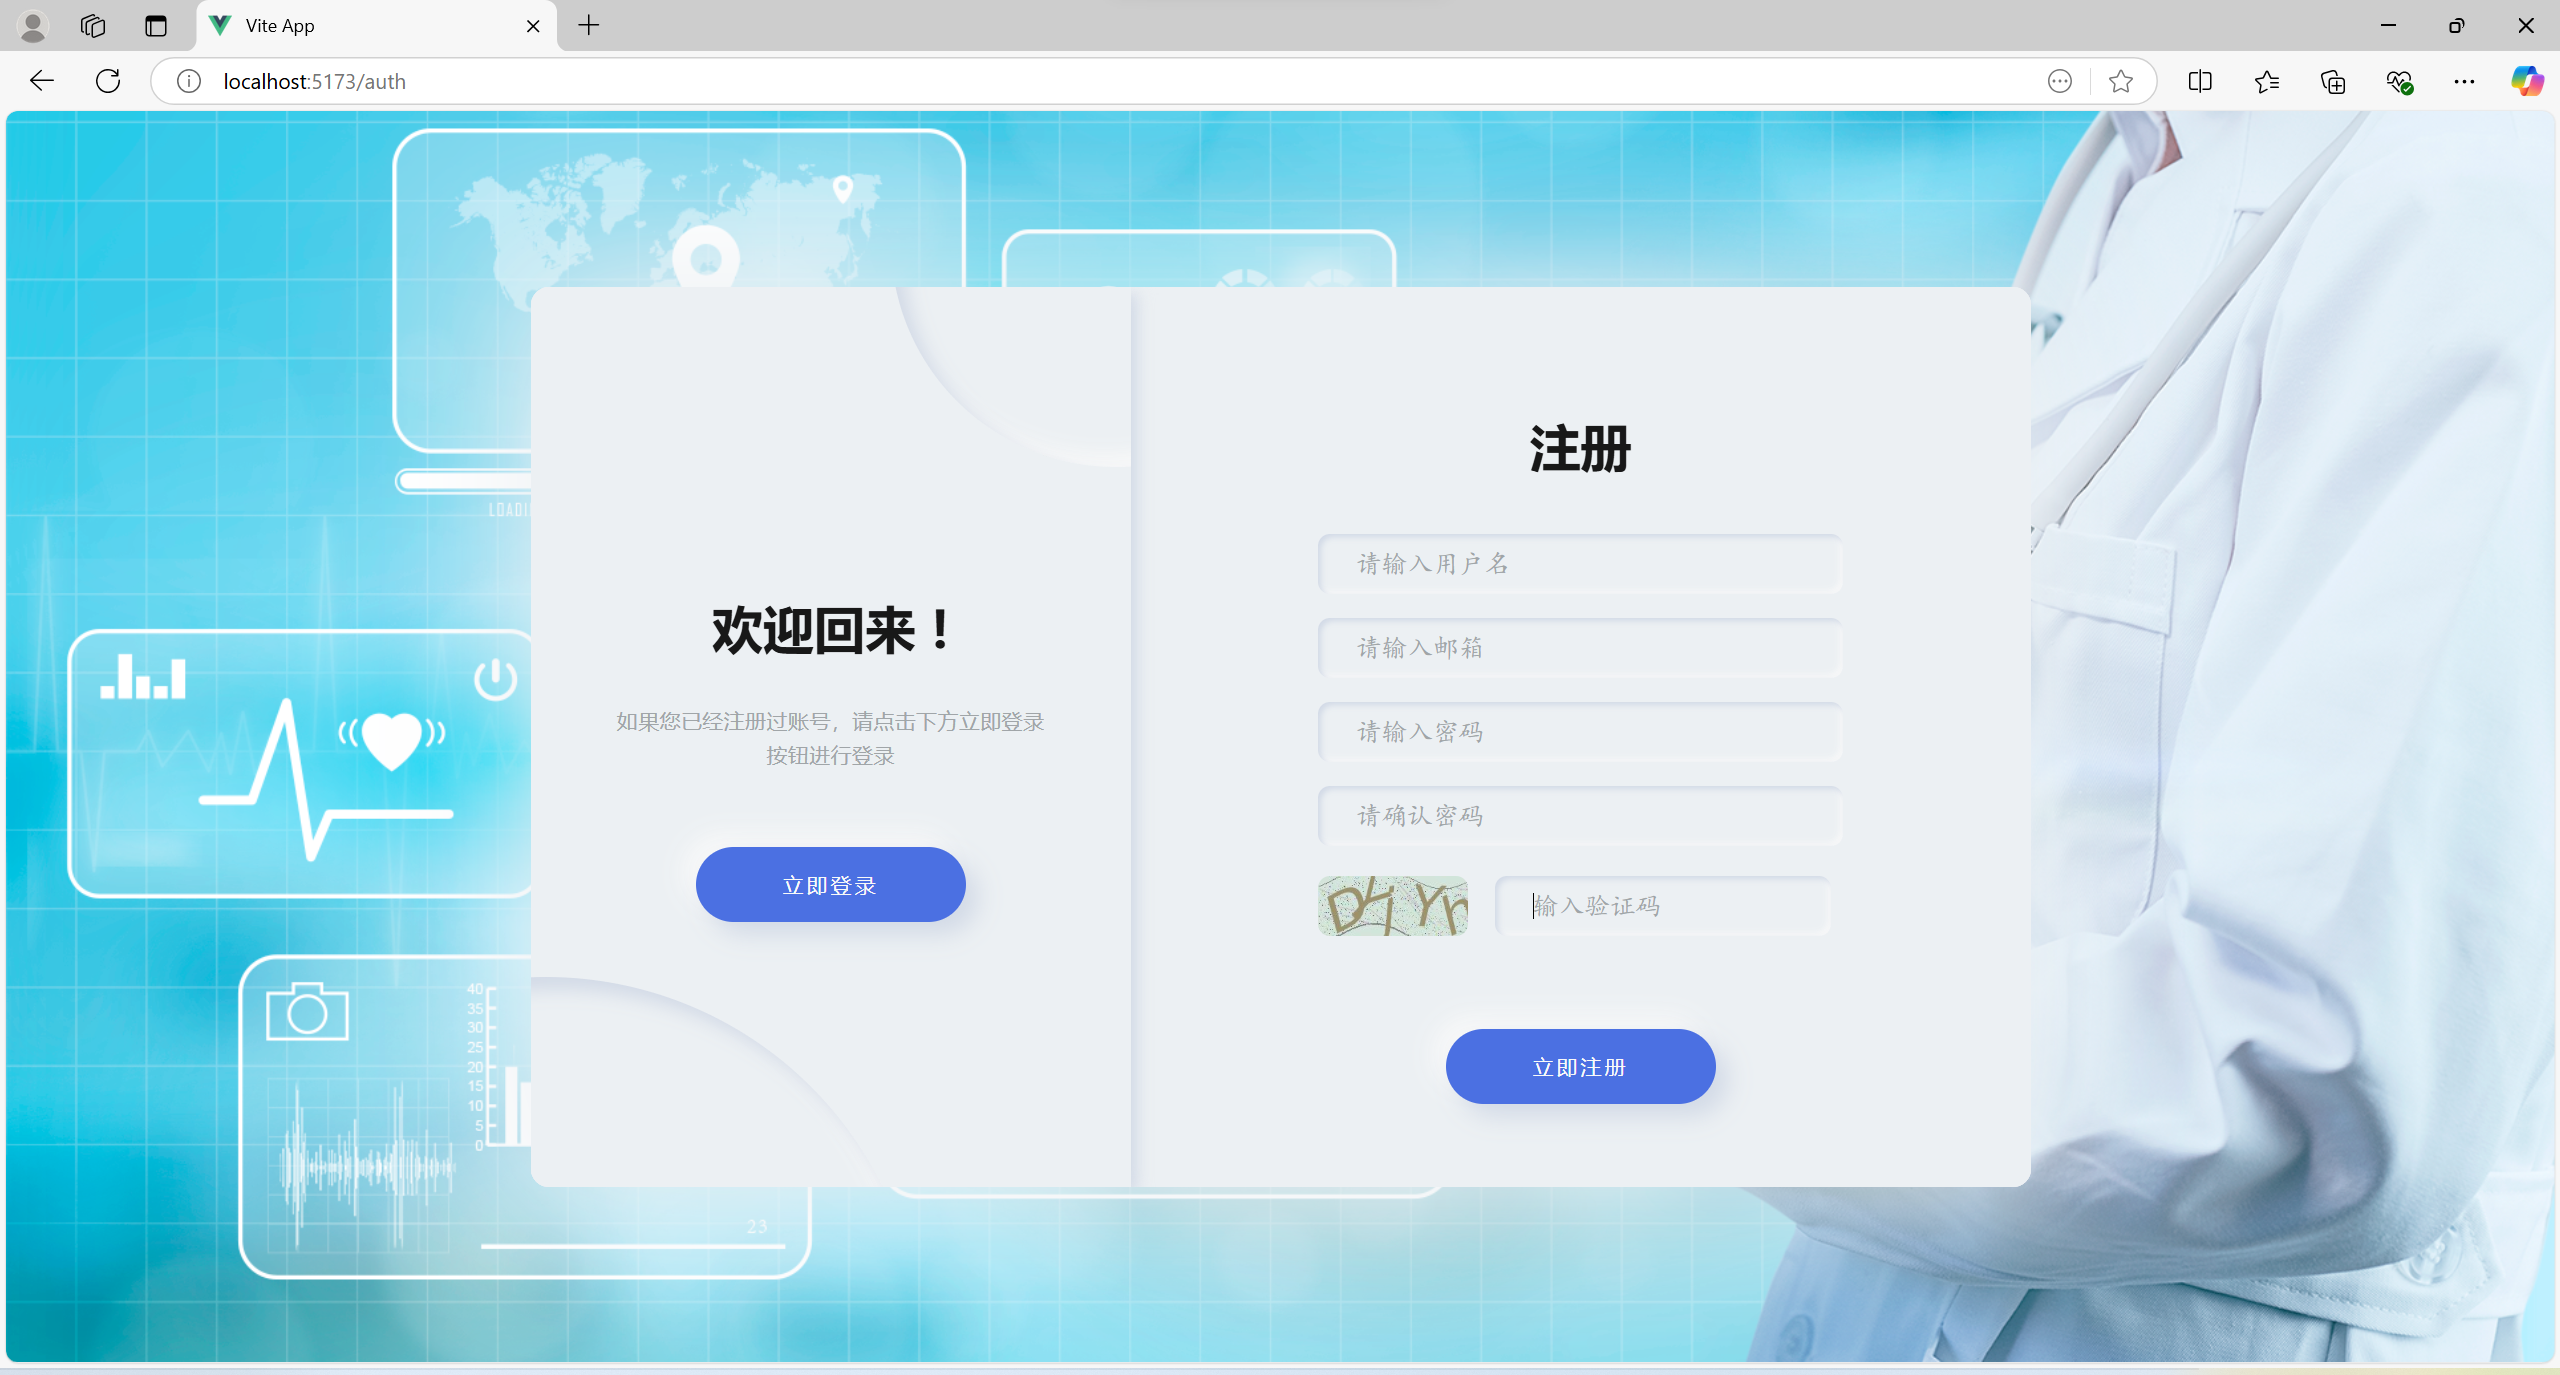 Vite App
localhost:5173/auth
LOADI
40
35
30
25
20
15
10
5
0
23
欢迎回来！
如果您已经注册过账号，请点击下方立即登录
按钮进行登录
立即登录
注册
请输入用户名
请输入邮箱
请输入密码
请确认密码
输入验证码
立即注册